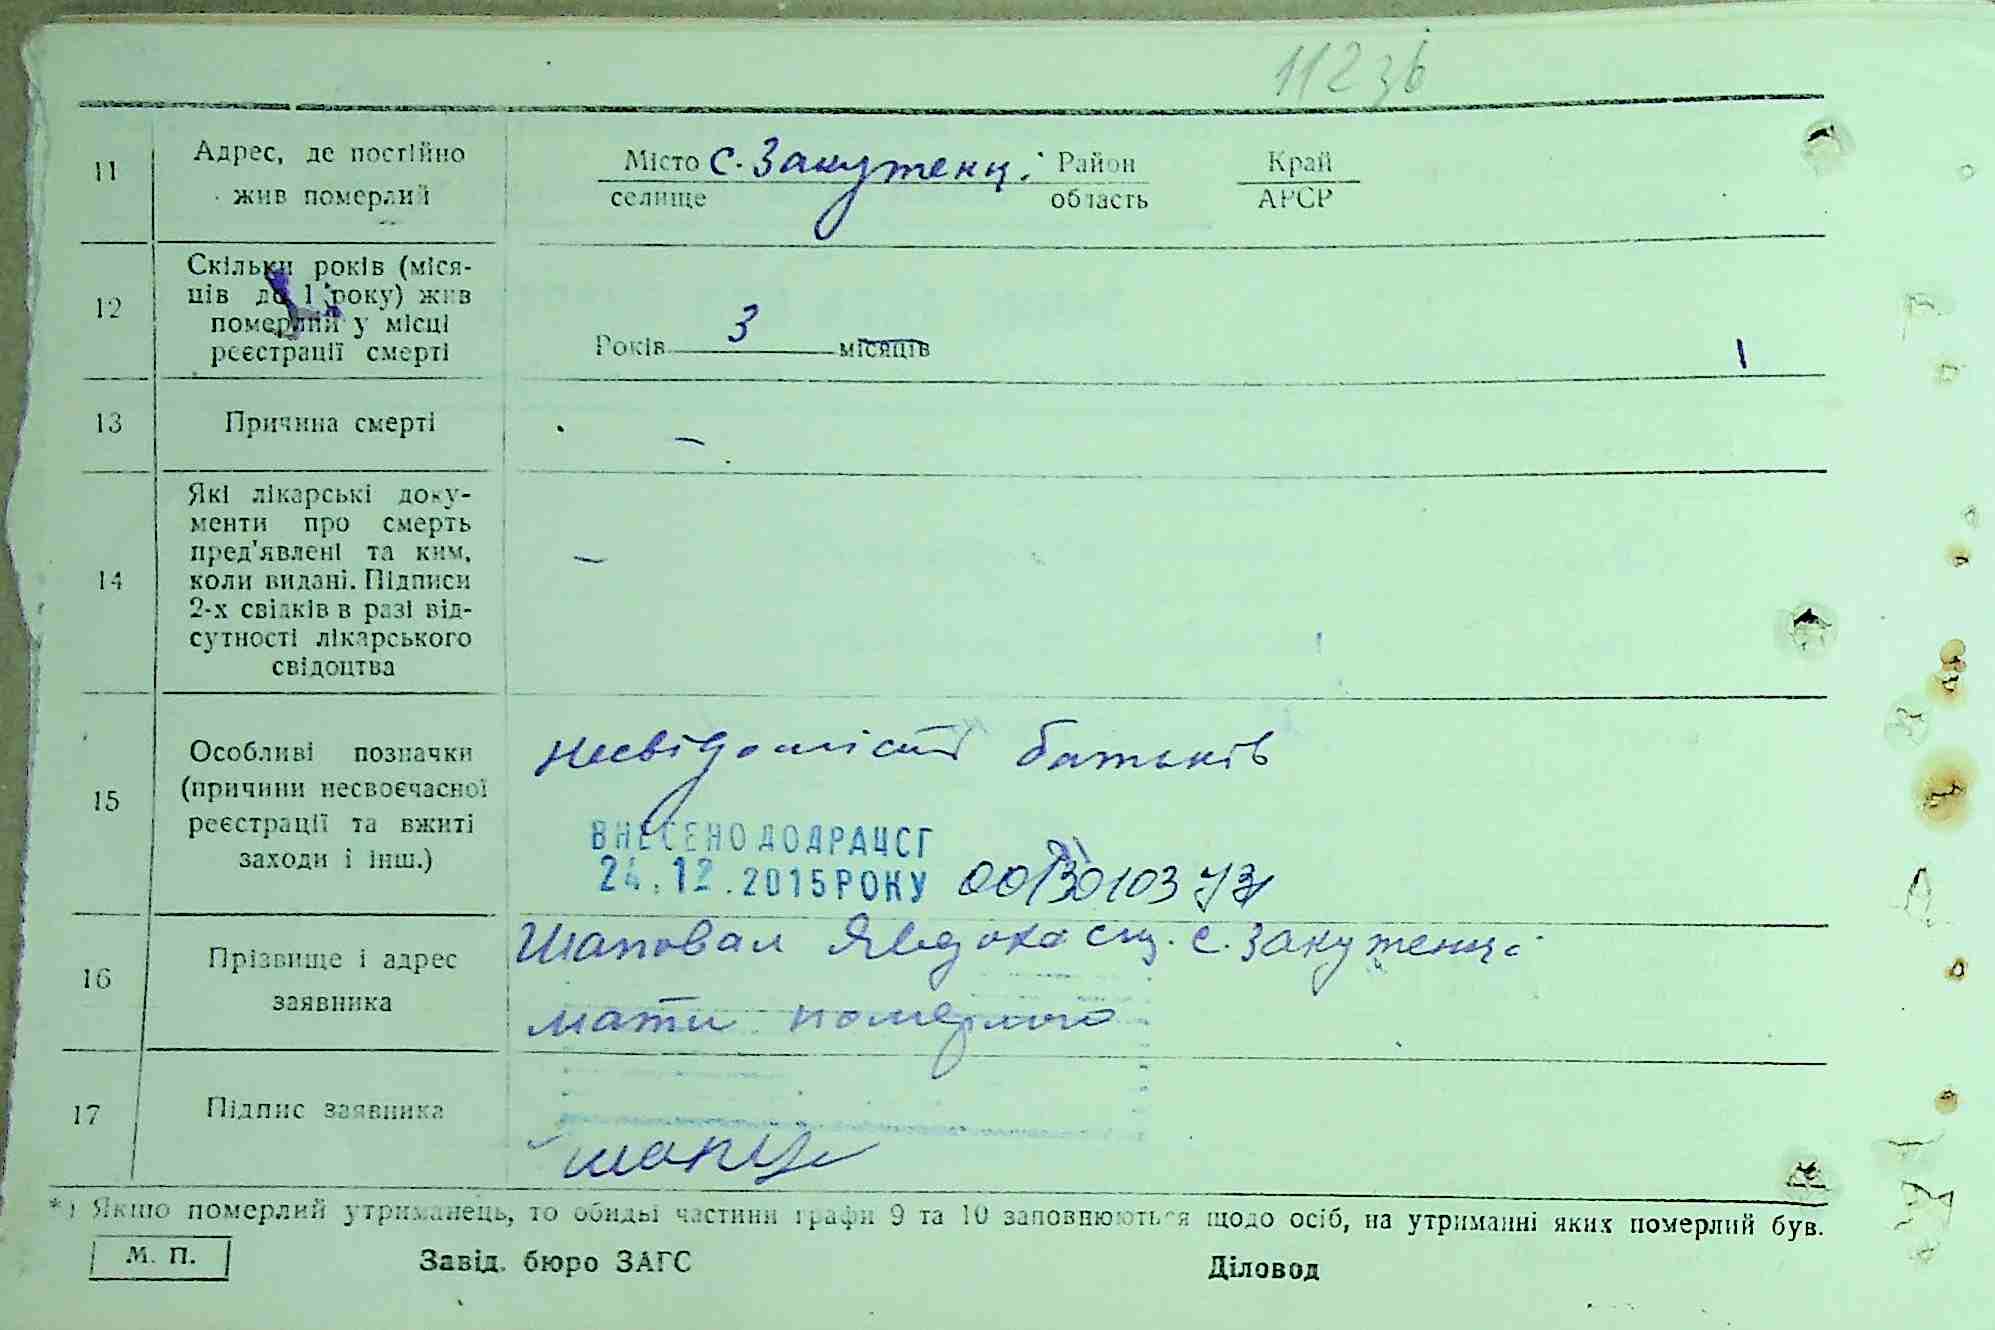 112 зв
11
Адрес, де постійно
жив померлий
Місто с. Закутенці Район Край
селище область АРСР
12
Скільки років (міся-
ців до 1 року) жив
померлий у місці
реєстрації смерті
Років 3 місяців
13
Причина смерті
–
14
Які лікарські доку-
менти про смерть
пред'явлені та ким,
коли видані. Підписи
2-х свідків в разі від-
сутності лікарського
свідоцтва
–
15
Особливі позначки
(причини несвоєчасної
реєстрації та вжиті
заходи і інш.)
несвідомість батьків
ВНЕСЕНО ДО ДРАЦСГ
24.12.2015 РОКУ
16
Прізвище і адрес
заявника
Шаповал Явдоха с. Закутенці
мати померлого
17
Підпис заявника
*) Якщо померлий утриманець, то обидві частини графи 9 та 10 заповнюються щодо осіб, на утриманні яких померлий був.
М. П.
Завід. бюро ЗАГС
Діловод